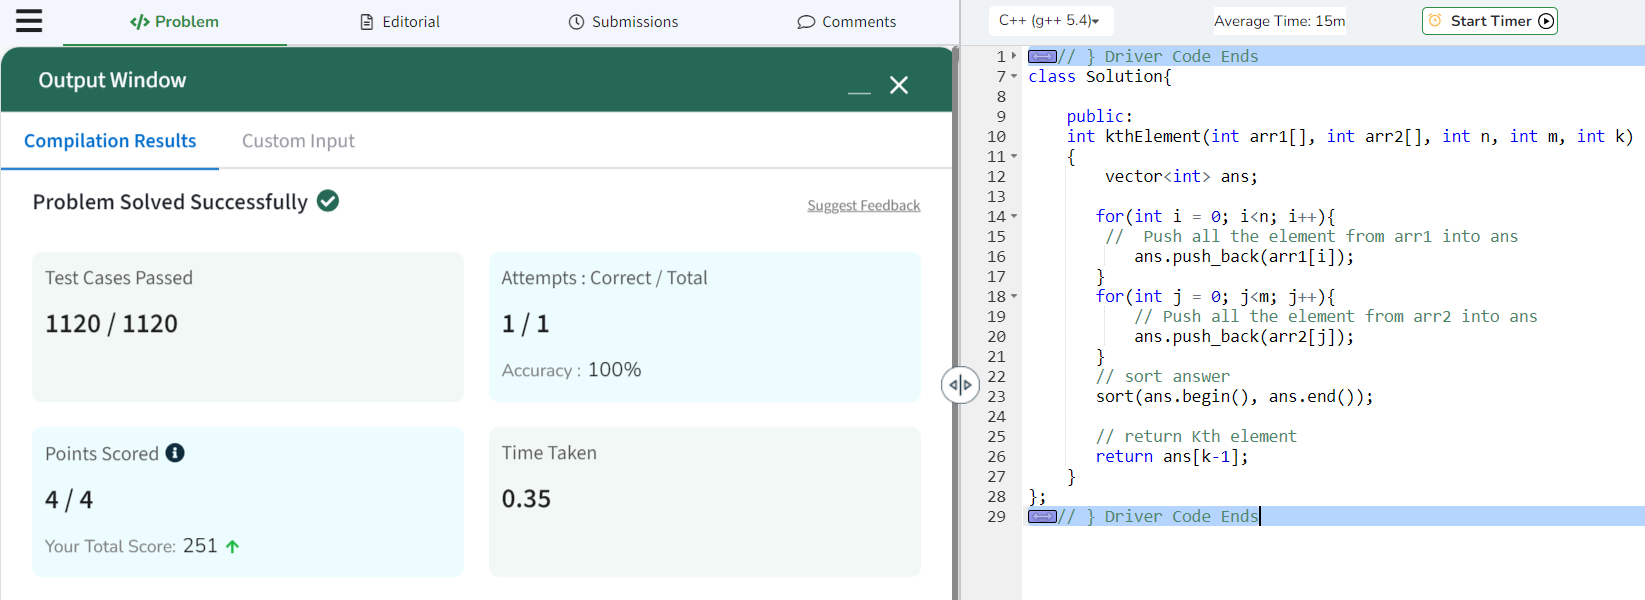 </> Problem
Editorial
Submissions
Comments
Output Window
Compilation Results
Custom Input
Problem Solved Successfully
Suggest Feedback
Test Cases Passed
1120 / 1120
Attempts : Correct / Total
1 / 1
Accuracy : 100%
Points Scored
4 / 4
Your Total Score: 251
Time Taken
0.35
C++ (g++ 5.4)
Average Time: 15m
Start Timer
1 // } Driver Code Ends
7 class Solution{
8
9 public:
10 int kthElement(int arr1[], int arr2[], int n, int m, int k)
11 {
12 vector<int> ans;
13
14 for(int i = 0; i<n; i++){
15 // Push all the element from arr1 into ans
16 ans.push_back(arr1[i]);
17 }
18 for(int j = 0; j<m; j++){
19 // Push all the element from arr2 into ans
20 ans.push_back(arr2[j]);
21 }
22 // sort answer
23 sort(ans.begin(), ans.end());
24
25 // return Kth element
26 return ans[k-1];
27 }
28 };
29 // } Driver Code Ends